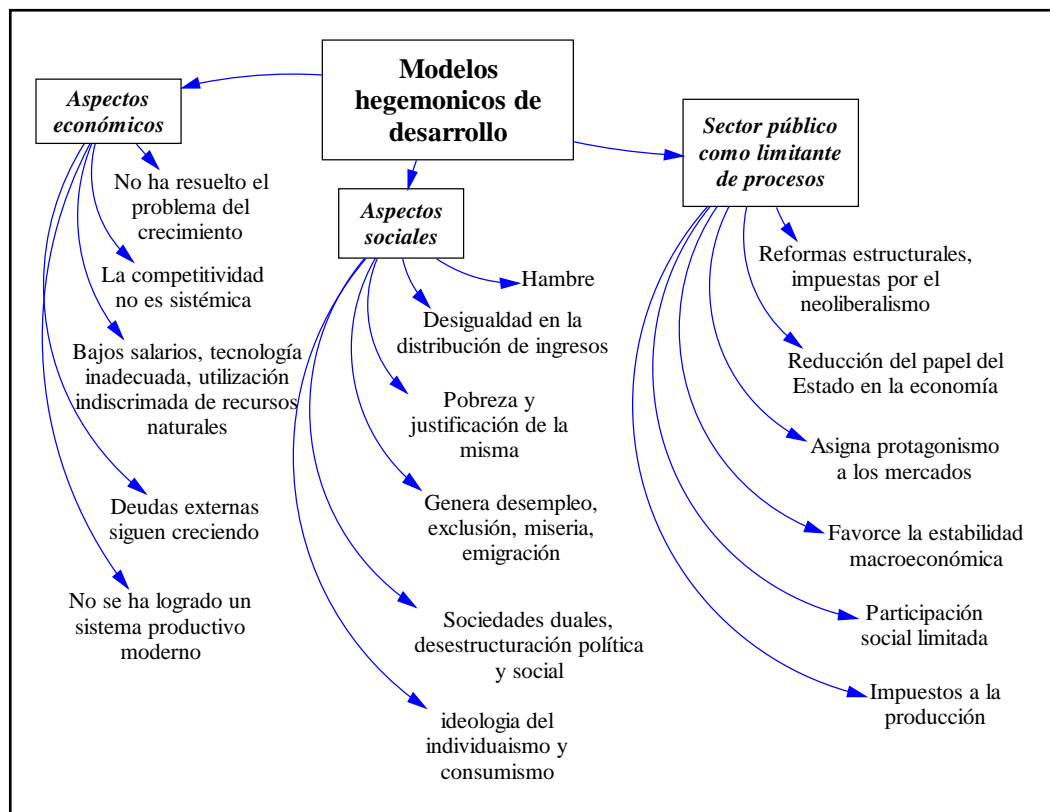 Modelos
hegemonicos de
desarrollo
Aspectos
económicos
No ha resuelto el
problema del
crecimiento
La competitividad
no es sistémica
Bajos salarios, tecnología
inadecuada, utilización
indiscrimada de recursos
naturales
Deudas externas
siguen creciendo
No se ha logrado un
sistema productivo
moderno
Aspectos
sociales
Hambre
Desigualdad en la
distribución de ingresos
Pobreza y
justificación de la
misma
Genera desempleo,
exclusión, miseria,
emigración
Sociedades duales,
desestructuración política
y social
ideologia del
individuaismo y
consumismo
Sector público
como limitante
de procesos
Reformas estructurales,
impuestas por el
neoliberalismo
Reducción del papel del
Estado en la economía
Asigna protagonismo
a los mercados
Favorce la estabilidad
macroeconómica
Participación
social limitada
Impuestos a la
producción